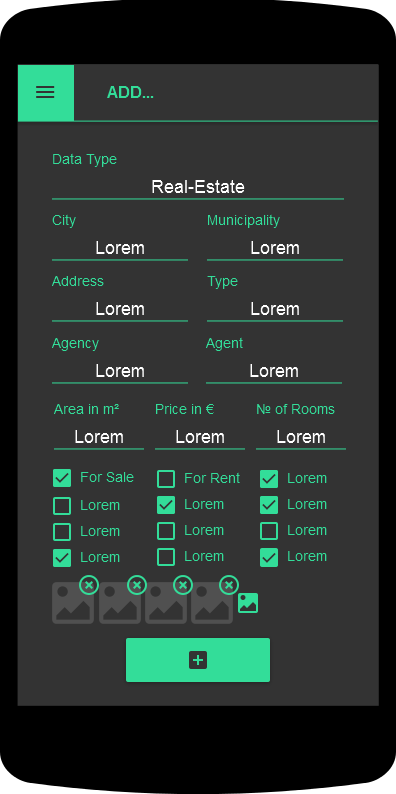 ADD...
Data Type
Real-Estate
City Municipality
Lorem Lorem
Address Type
Lorem Lorem
Agency Agent
Lorem Lorem
Area in m² Price in € № of Rooms
Lorem Lorem Lorem
For Sale For Rent Lorem
Lorem Lorem Lorem
Lorem Lorem Lorem
Lorem Lorem Lorem